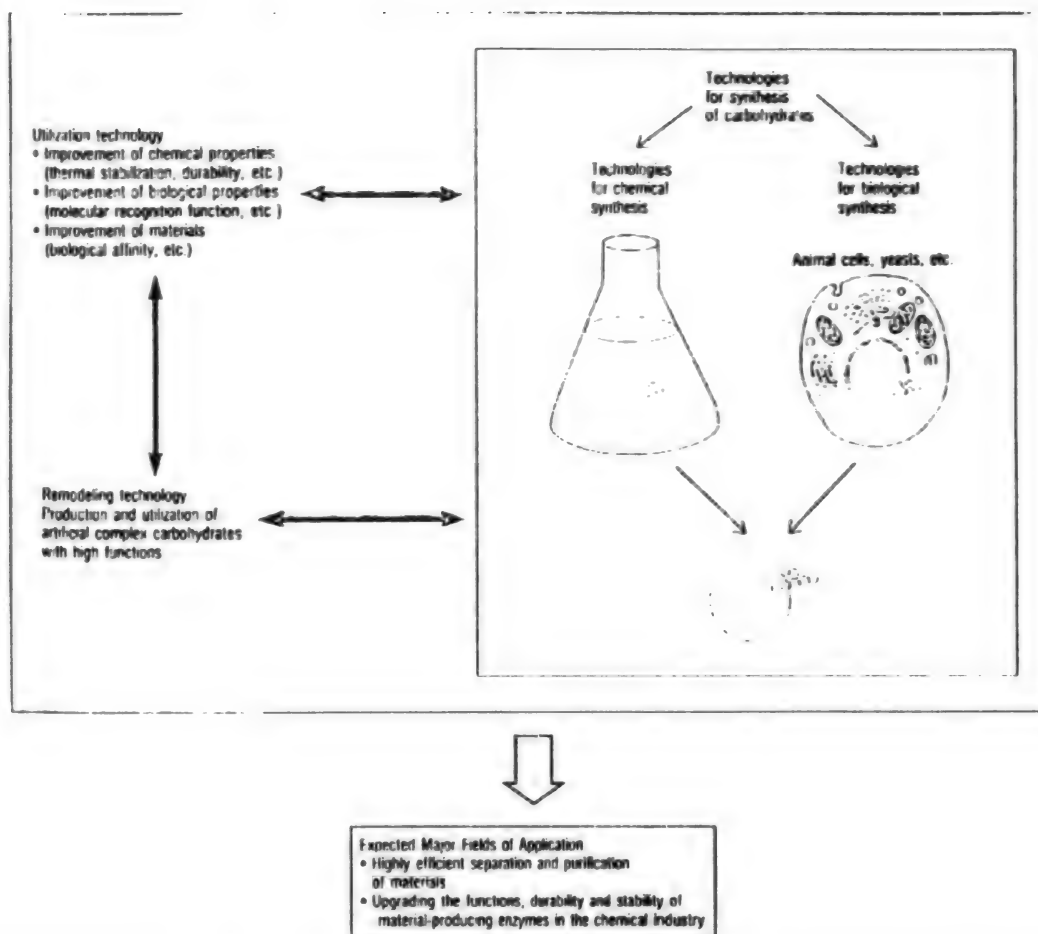 Technologies
for synthesis
of carbohydrates
Utilization technology
• Improvement of chemical properties
(thermal stabilization, durability, etc.)
• Improvement of biological properties
(molecular recognition function, etc.)
• Improvement of materials
(biological affinity, etc.)
Technologies
for chemical
synthesis
Technologies
for biological
synthesis
Animal cells, yeasts, etc.
Remodeling technology
Production and utilization of
artificial complex carbohydrates
with high functions
Expected Major Fields of Application
• Highly efficient separation and purification
of materials
• Upgrading the functions, durability and stability of
material-producing enzymes in the chemical industry